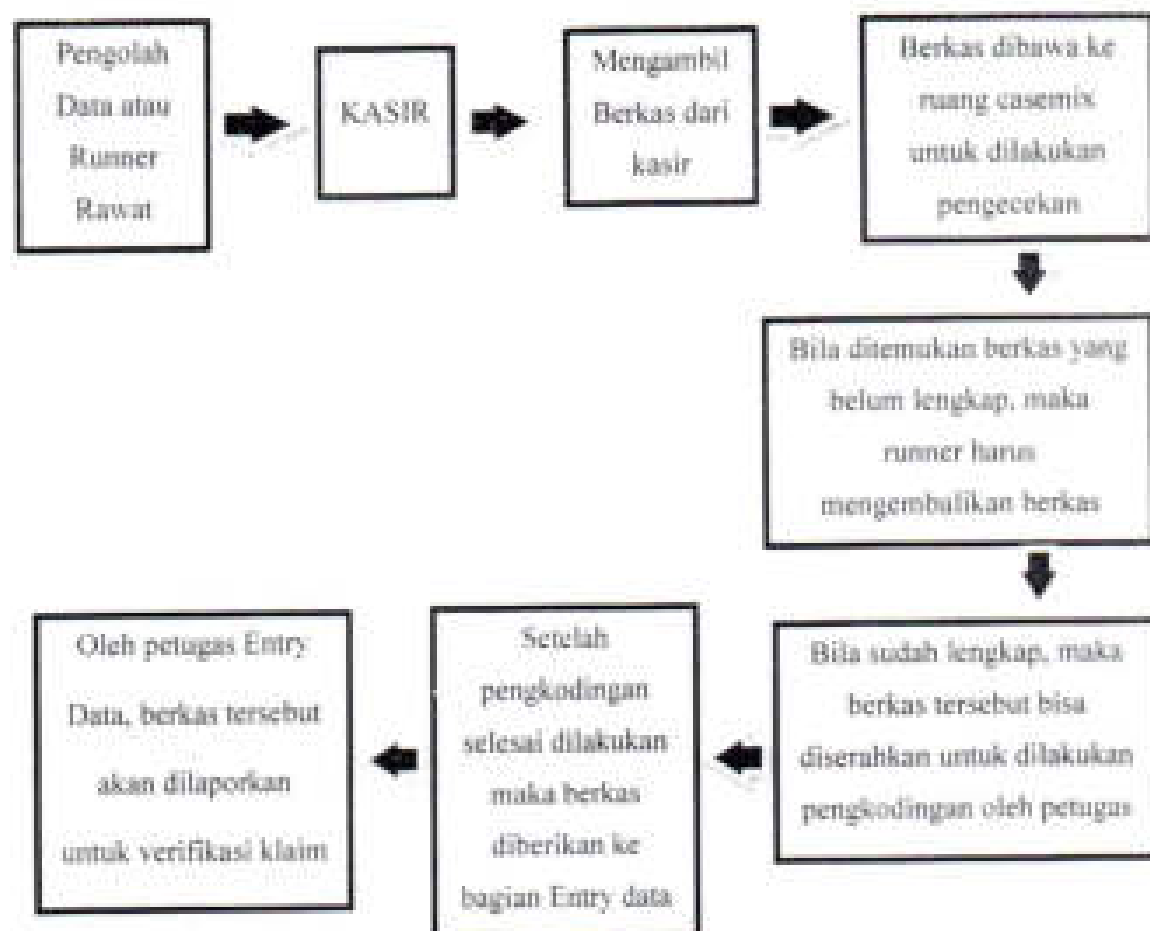 Pengolah
Data atau
Runner
Rawat
KASIR
Mengambil
Berkas dari
kasir
Berkas dibawa ke
ruang casemix
untuk dilakukan
pengecekan
Bila ditemukan berkas yang
belum lengkap, maka
runner harus
mengembalikan berkas
Bila sudah lengkap, maka
berkas tersebut bisa
diserahkan untuk dilakukan
pengkodingan oleh petugas
Setelah
pengkodingan
selesai dilakukan
maka berkas
diberikan ke
bagian Entry data
Oleh petugas Entry
Data, berkas tersebut
akan dilaporkan
untuk verifikasi klaim